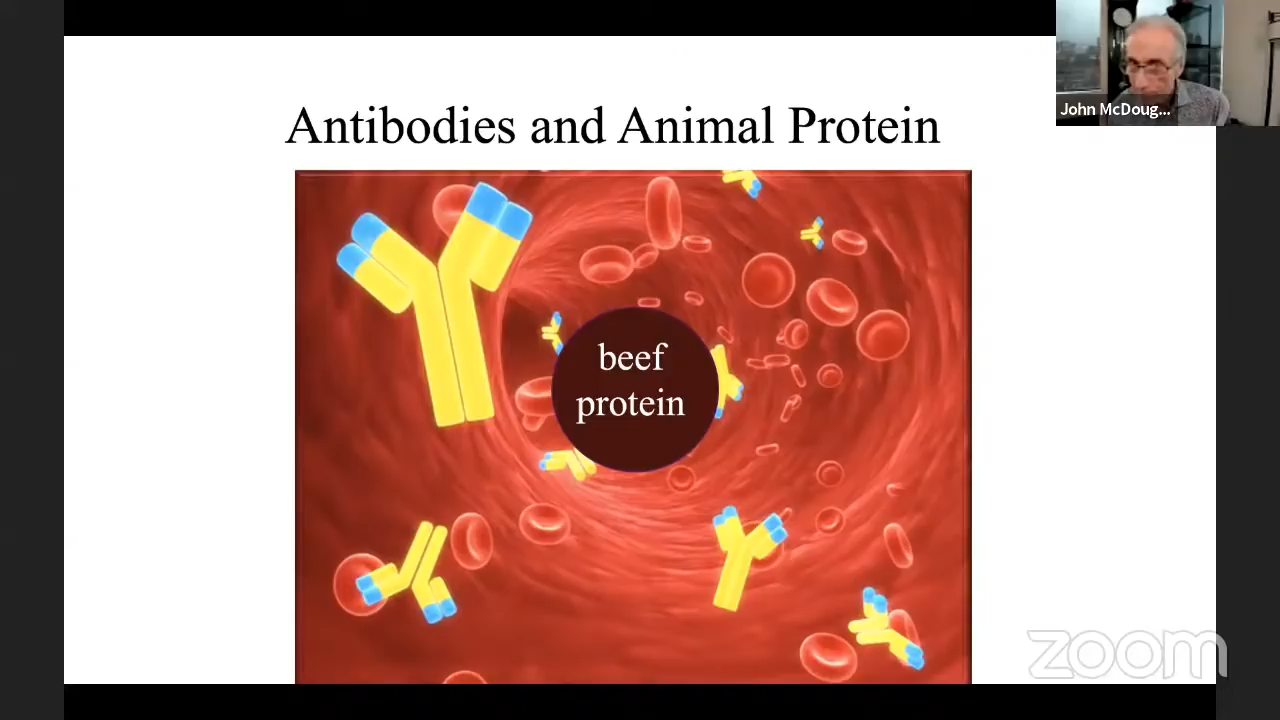 Antibodies and Animal Protein
John McDoug...
beef
protein
zoom